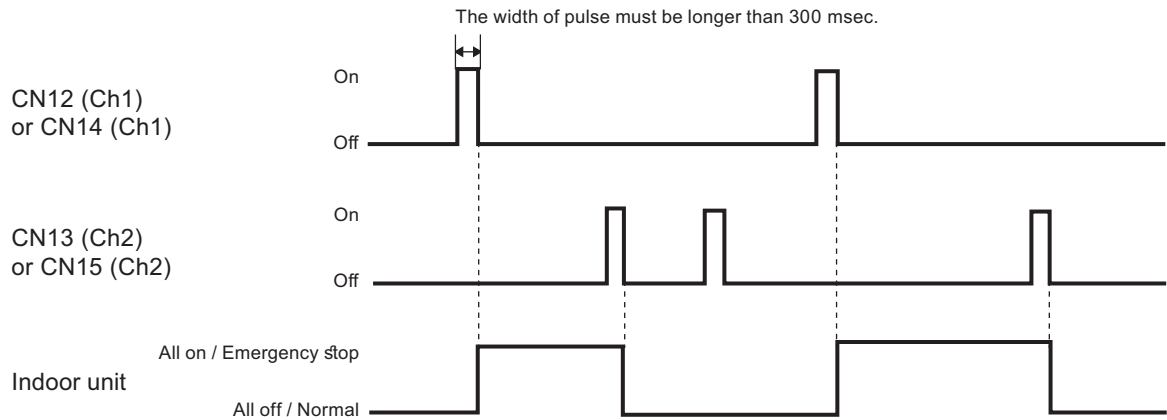 The width of pulse must be longer than 300 msec.
On
CN12 (Ch1)
or CN14 (Ch1)
Off
On
CN13 (Ch2)
or CN15 (Ch2)
Off
All on / Emergency stop
Indoor unit
All off / Normal